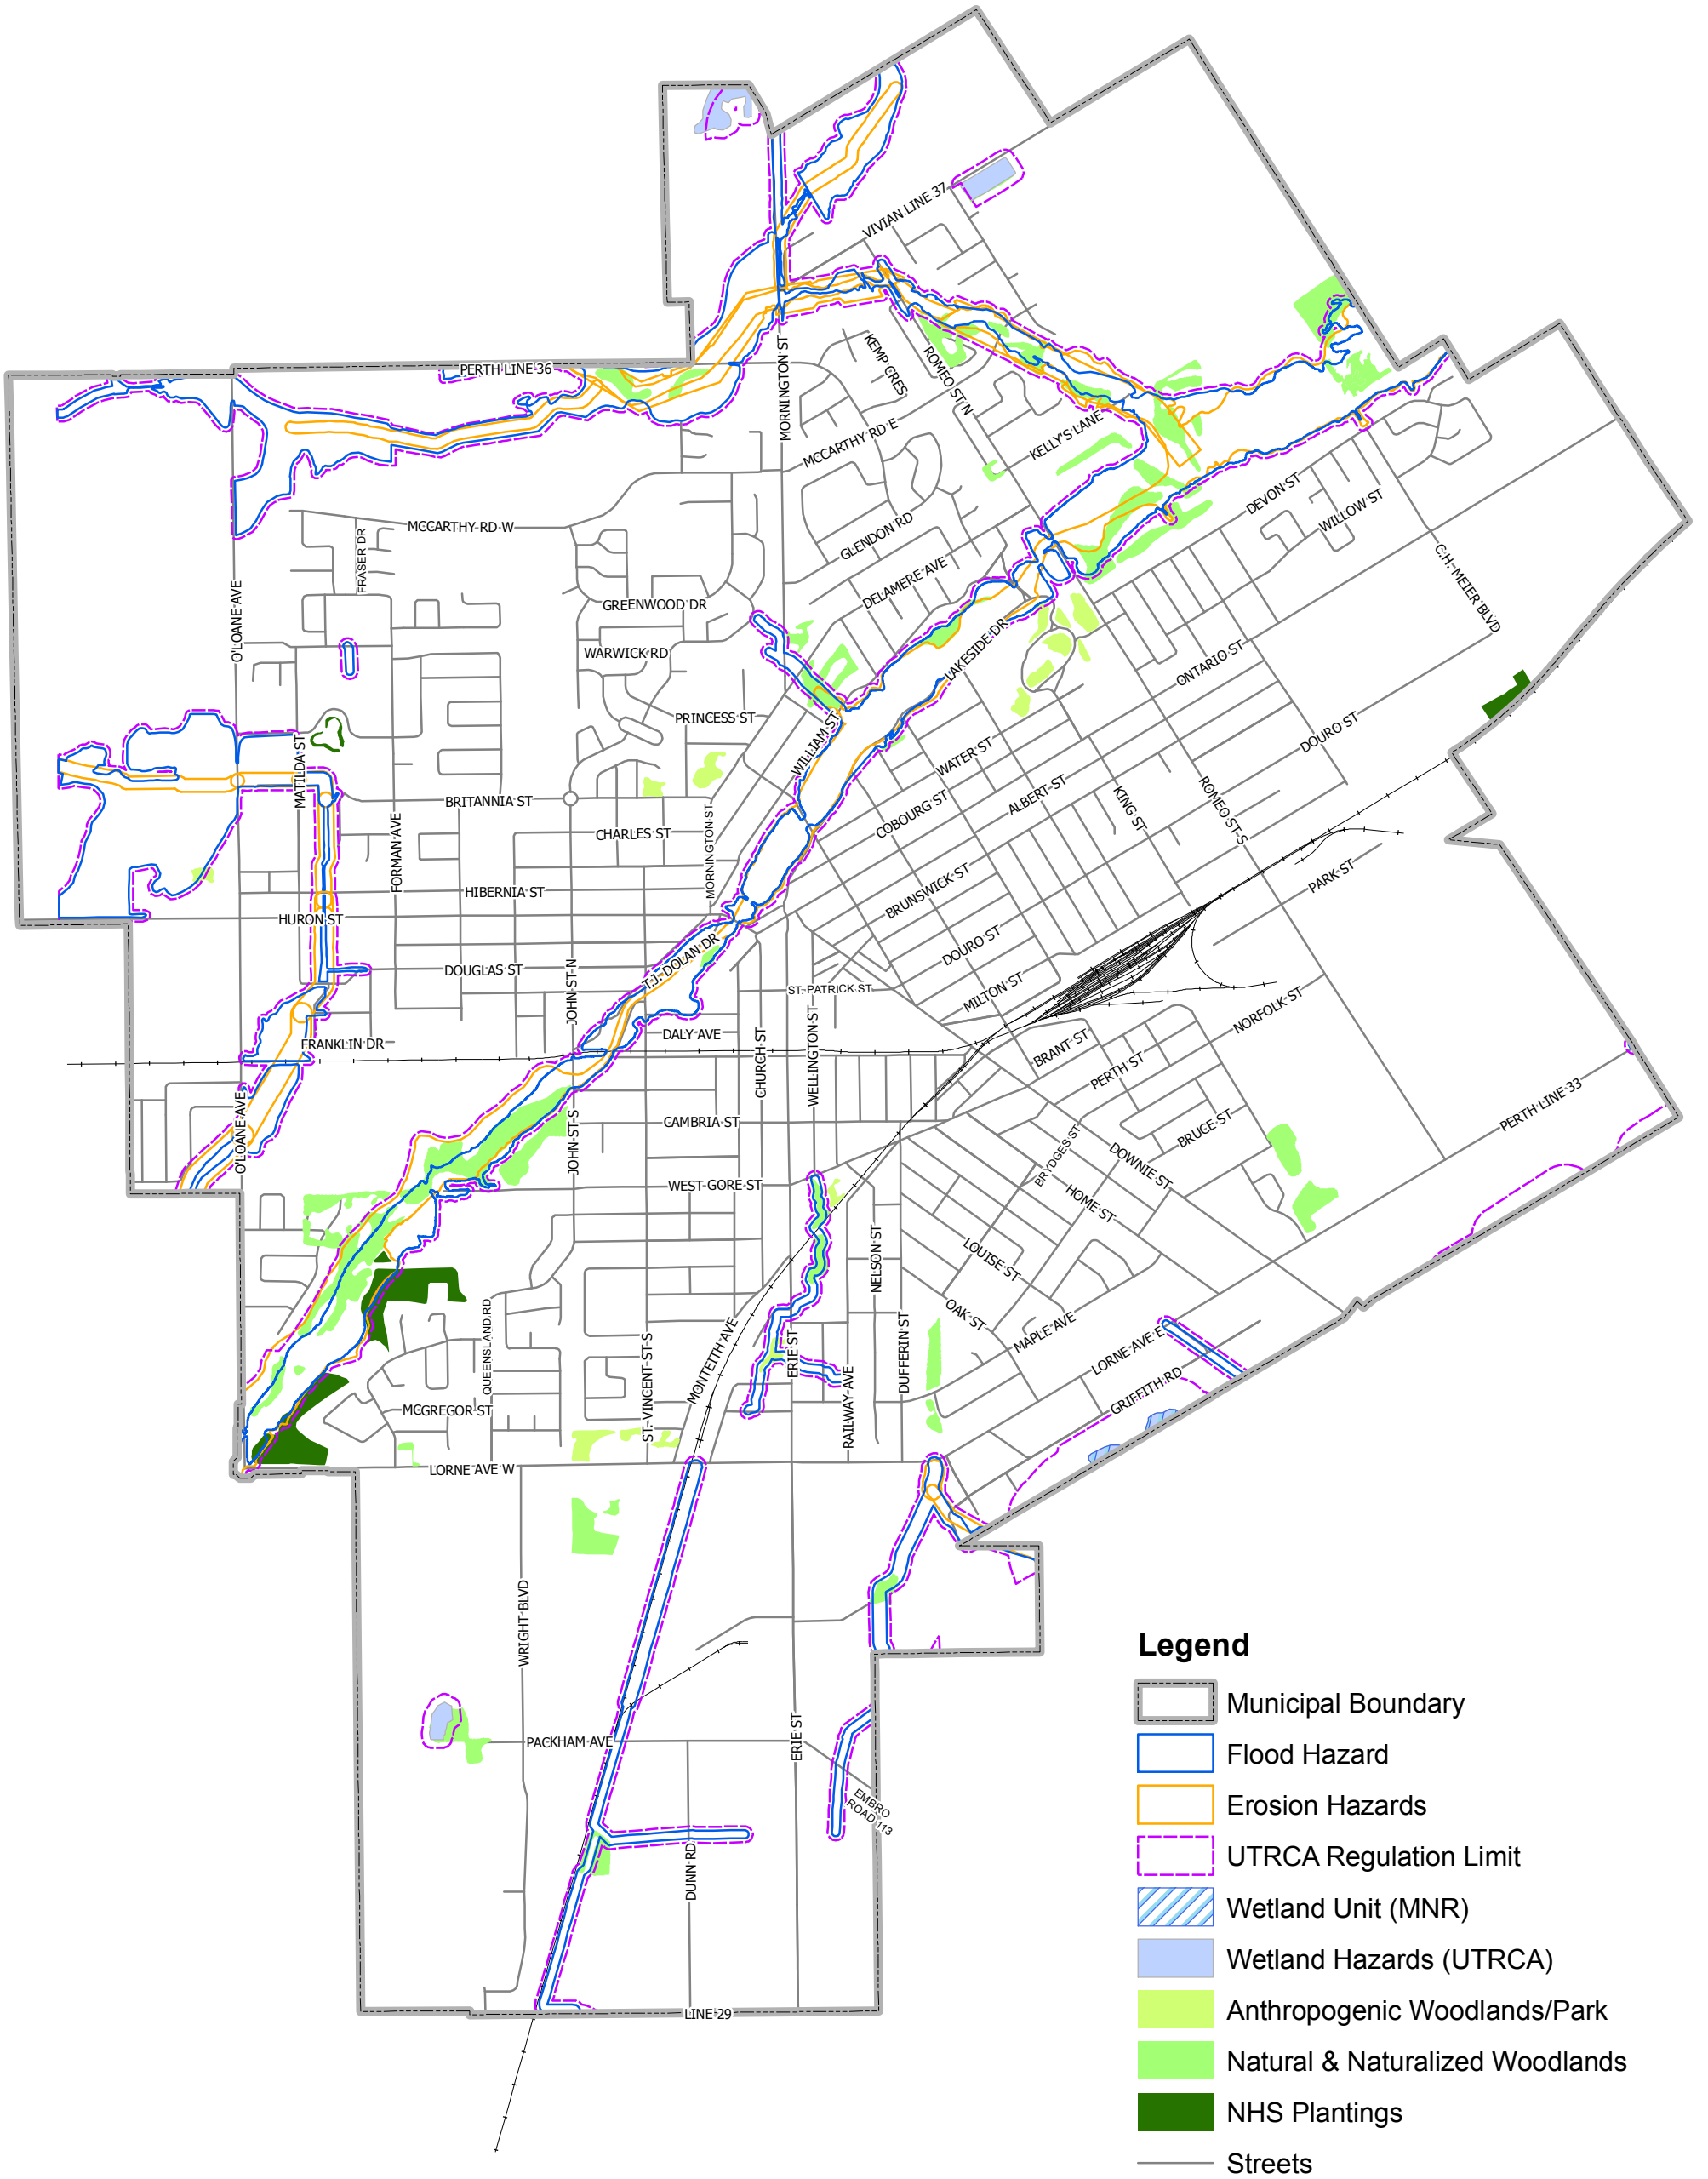 VIVIAN LINE 37
PERTH LINE 36
MORNINGTON ST
KEMP CRES
ROMEO ST N
MCCARTHY RD E
KELLY'S LANE
DEVON ST
WILLOW ST
GLENDON RD
MCCARTHY RD W
FRASER DR
C.H. MEIER BLVD
DELAMERE AVE
O'LOANE AVE
GREENWOOD DR
WARWICK RD
LAKESIDE DR
ONTARIO ST
PRINCESS ST
WILLIAM ST
DOURO ST
MATILDA ST
WATER ST
BRITANNIA ST
COBOURG ST
ALBERT ST
KING ST
ROMEO ST S
CHARLES ST
MORNINGTON ST
FORMAN AVE
HIBERNIA ST
BRUNSWICK ST
PARK ST
HURON ST
DOURO ST
T.J. DOLAN DR
DOUGLAS ST
ST. PATRICK ST
MILTON ST
JOHN ST N
NORFOLK ST
DALY AVE
FRANKLIN DR
CHURCH ST
WELLINGTON ST
BRANT ST
PERTH ST
PERTH LINE 33
O'LOANE AVE
CAMBRIA ST
JOHN ST S
BRUCE ST
BRYDGES ST
DOWNIE ST
WEST GORE ST
HOME ST
NELSON ST
LOUISE ST
OAK ST
MAPLE AVE
QUEENSLAND RD
ST. VINCENT ST S
MONTEITH AVE
ERIE ST
DUFFERIN ST
LORNE AVE E
GRIFFITH RD
RAILWAY AVE
MCGREGOR ST
LORNE AVE W
WRIGHT BLVD
PACKHAM AVE
ERIE ST
EMBRO
ROAD 113
DUNN RD
LINE 29
Legend
Municipal Boundary
Flood Hazard
Erosion Hazards
UTRCA Regulation Limit
Wetland Unit (MNR)
Wetland Hazards (UTRCA)
Anthropogenic Woodlands/Park
Natural & Naturalized Woodlands
NHS Plantings
Streets